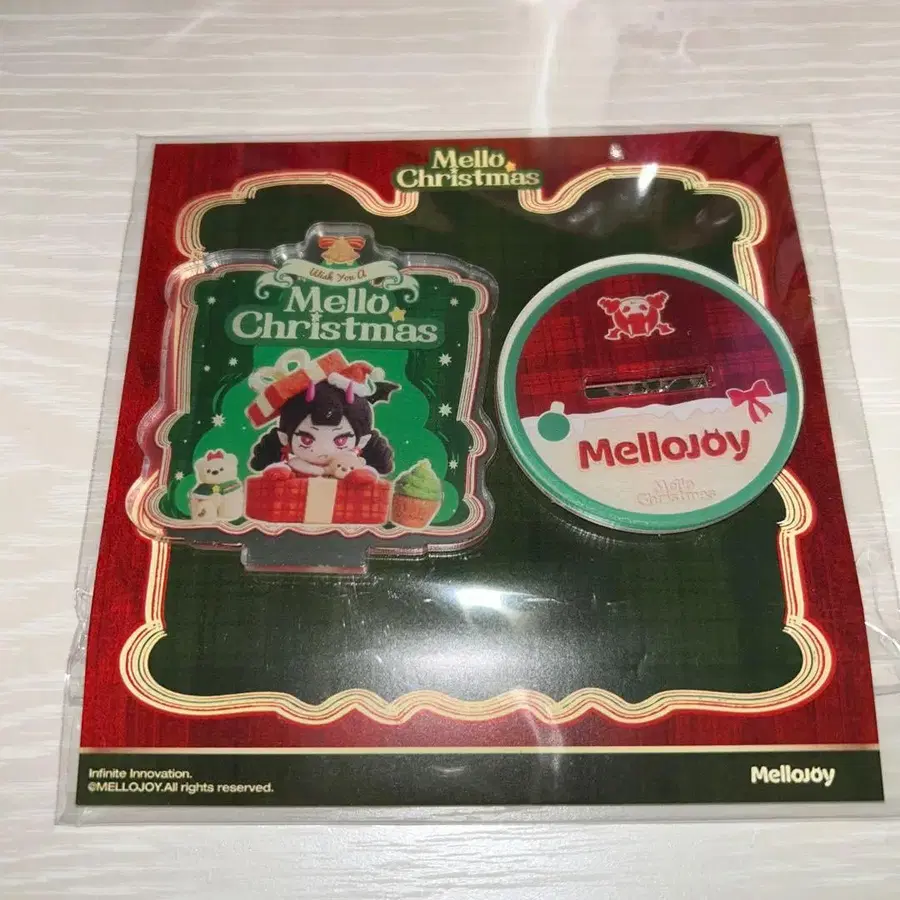 Mello
Christmas
Wish You A
Mello
Christmas
MelloJoy
Mello
Christmas
Infinite Innovation.
©MELLOJOY.All rights reserved.
MelloJoy